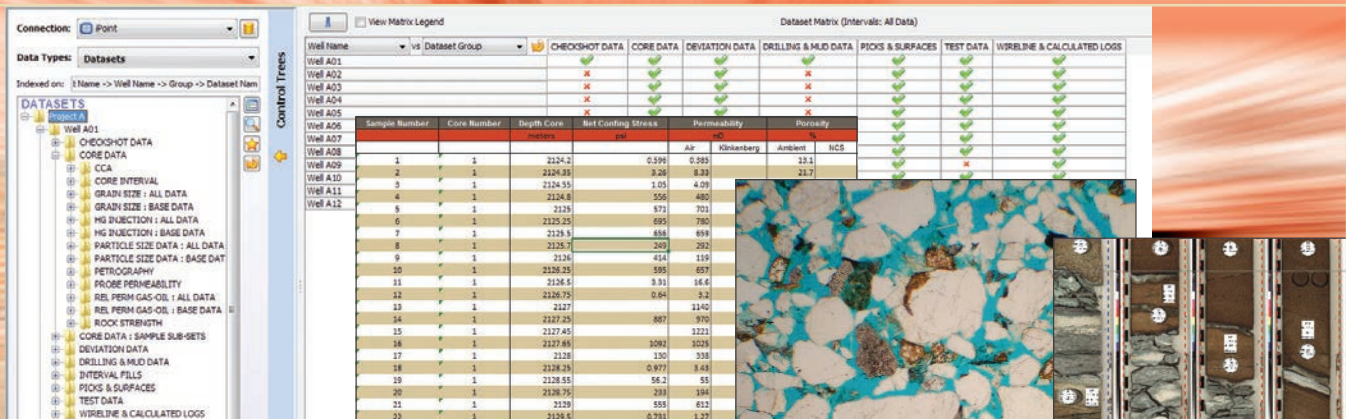 Connection: iPoint
Data Types: Datasets
Indexed on: t Name -> Well Name -> Group -> Dataset Nam
DATASETS
Project A
Well A01
CHECKSHOT DATA
CORE DATA
CCA
CORE INTERVAL
GRAIN SIZE : ALL DATA
GRAIN SIZE : BASE DATA
HG INJECTION : ALL DATA
HG INJECTION : BASE DATA
PARTICLE SIZE DATA : ALL DATA
PARTICLE SIZE DATA : BASE DAT
PETROGRAPHY
PROBE PERMEABILITY
REL PERM GAS-OIL : ALL DATA
REL PERM GAS-OIL : BASE DATA
ROCK STRENGTH
CORE DATA : SAMPLE SUB-SETS
DEVIATION DATA
DRILLING & MUD DATA
INTERVAL FILLS
PICKS & SURFACES
TEST DATA
WIRELINE & CALCULATED LOGS
Control Trees
View Matrix Legend
Dataset Matrix (Intervals: All Data)
Well Name vs Dataset Group CHECKSHOT DATA CORE DATA DEVIATION DATA DRILLING & MUD DATA PICKS & SURFACES TEST DATA WIRELINE & CALCULATED LOGS
Well A01
Well A02
Well A03
Well A04
Well A05
Well A06
Well A07
Well A08
Well A09
Well A10
Well A11
Well A12
Sample Number Core Number Depth Core Net Confing Stress Permeability Porosity
meters psi mD %
Air Klinkenberg Ambient NCS
1 1 2124.2 0.596 0.385 13.1
2 1 2124.35 3.26 8.33 21.7
3 1 2124.55 1.05 4.09
4 1 2124.8 556 480
5 1 2125 571 701
6 1 2125.25 695 780
7 1 2125.5 656 659
8 1 2125.7 249 292
9 1 2126 414 119
10 1 2126.25 595 657
11 1 2126.5 3.31 16.6
12 1 2126.75 0.64 3.2
13 1 2127 1140
14 1 2127.25 887 970
15 1 2127.45 1221
16 1 2127.65 1092 1025
17 1 2128 130 338
18 1 2128.25 0.977 3.43
19 1 2128.55 56.2 55
20 1 2128.75 233 194
21 1 2129 555 612
22 1 2129.5 0.731 1.27